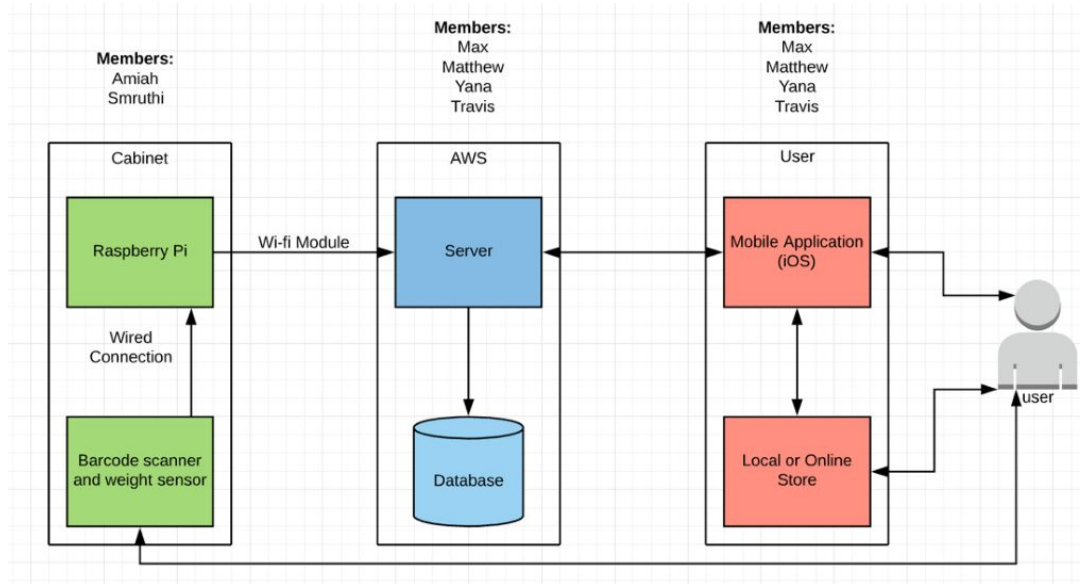 Members:
Amiah
Smruthi
Members:
Max
Matthew
Yana
Travis
Members:
Max
Matthew
Yana
Travis
Cabinet
AWS
User
Raspberry Pi
Wi-fi Module
Server
Mobile Application
(iOS)
Wired
Connection
user
Barcode scanner
and weight sensor
Database
Local or Online
Store